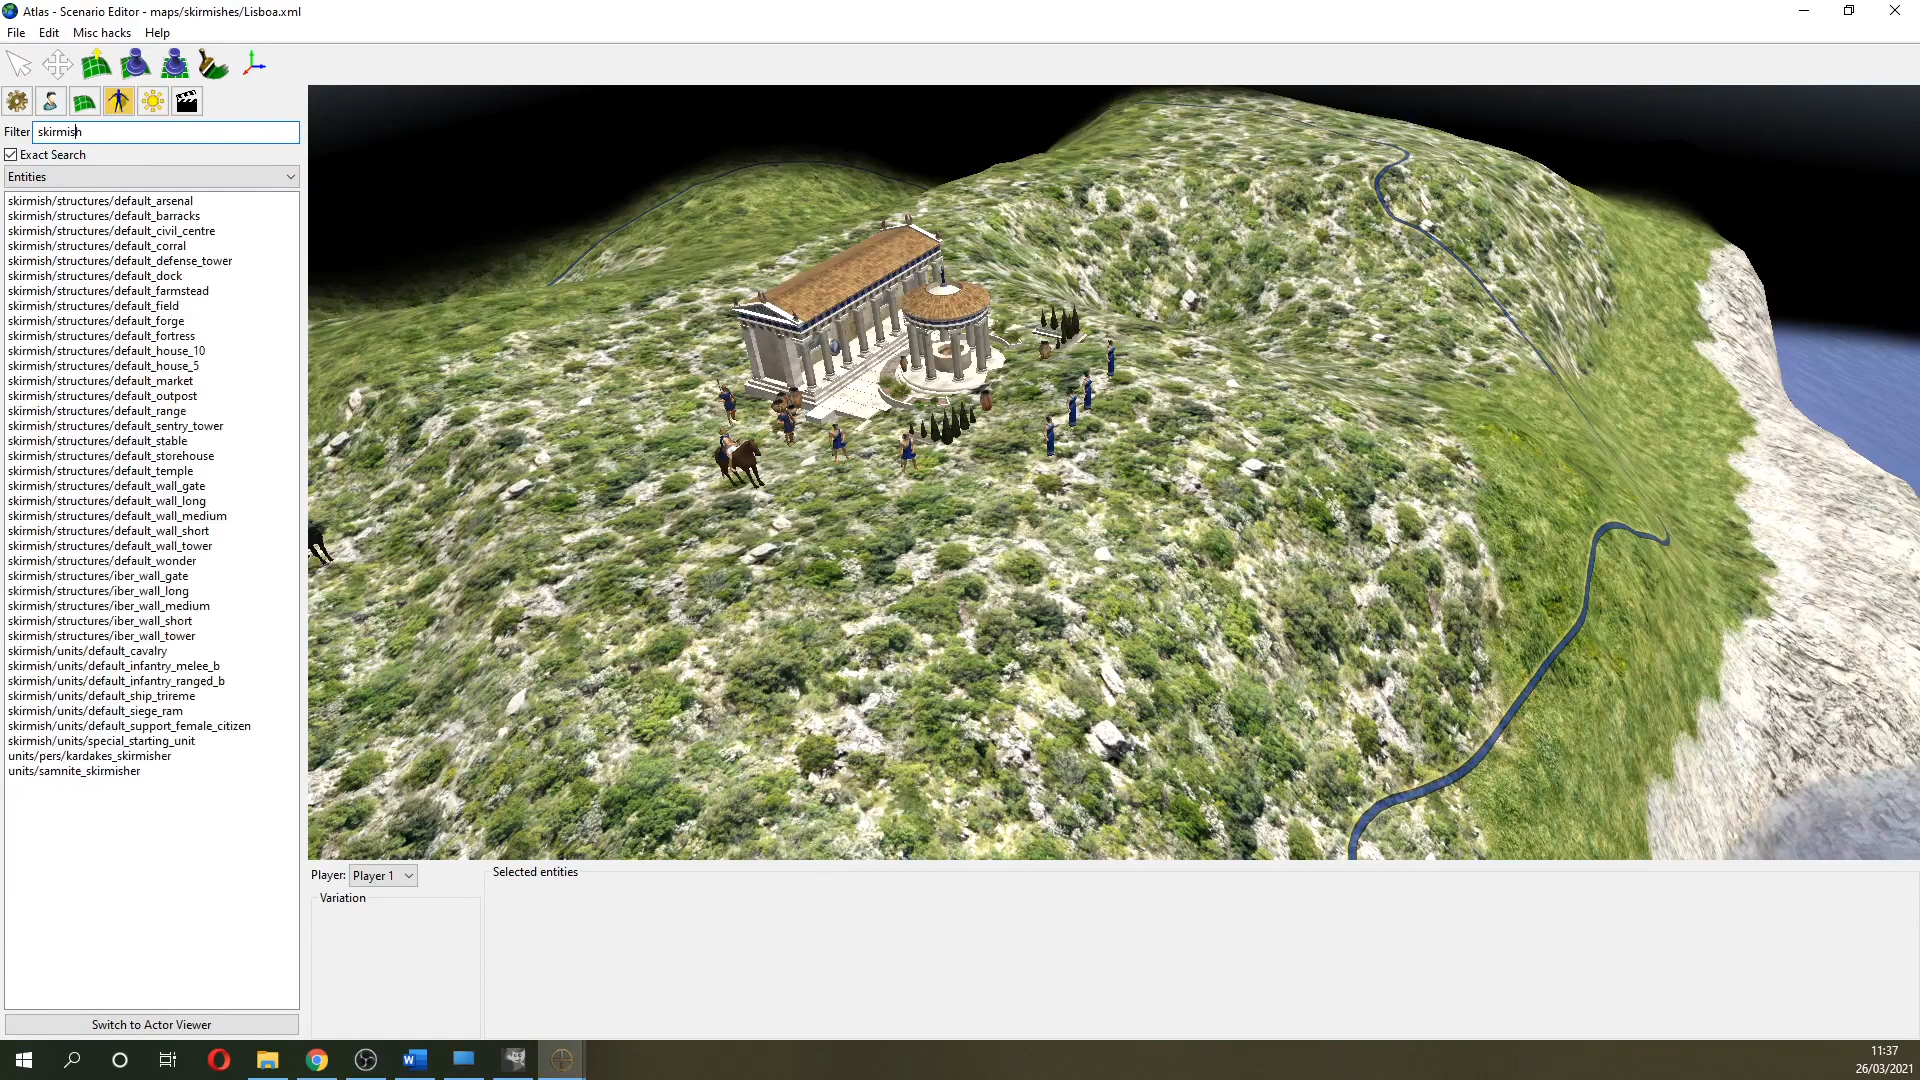 Atlas - Scenario Editor - maps/skirmishes/Lisboa.xml
File Edit Misc hacks Help
Filter skirmish
Exact Search
Entities
skirmish/structures/default_arsenal
skirmish/structures/default_barracks
skirmish/structures/default_civil_centre
skirmish/structures/default_corral
skirmish/structures/default_defense_tower
skirmish/structures/default_dock
skirmish/structures/default_farmstead
skirmish/structures/default_field
skirmish/structures/default_forge
skirmish/structures/default_fortress
skirmish/structures/default_house_10
skirmish/structures/default_house_5
skirmish/structures/default_market
skirmish/structures/default_outpost
skirmish/structures/default_range
skirmish/structures/default_sentry_tower
skirmish/structures/default_stable
skirmish/structures/default_storehouse
skirmish/structures/default_temple
skirmish/structures/default_wall_gate
skirmish/structures/default_wall_long
skirmish/structures/default_wall_medium
skirmish/structures/default_wall_short
skirmish/structures/default_wall_tower
skirmish/structures/default_wonder
skirmish/structures/iber_wall_gate
skirmish/structures/iber_wall_long
skirmish/structures/iber_wall_medium
skirmish/structures/iber_wall_short
skirmish/structures/iber_wall_tower
skirmish/units/default_cavalry
skirmish/units/default_infantry_melee_b
skirmish/units/default_infantry_ranged_b
skirmish/units/default_ship_trireme
skirmish/units/default_siege_ram
skirmish/units/default_support_female_citizen
skirmish/units/special_starting_unit
units/pers/kardakes_skirmisher
units/samnite_skirmisher
Switch to Actor Viewer
Player: Player 1
Variation
Selected entities
11:37
26/03/2021